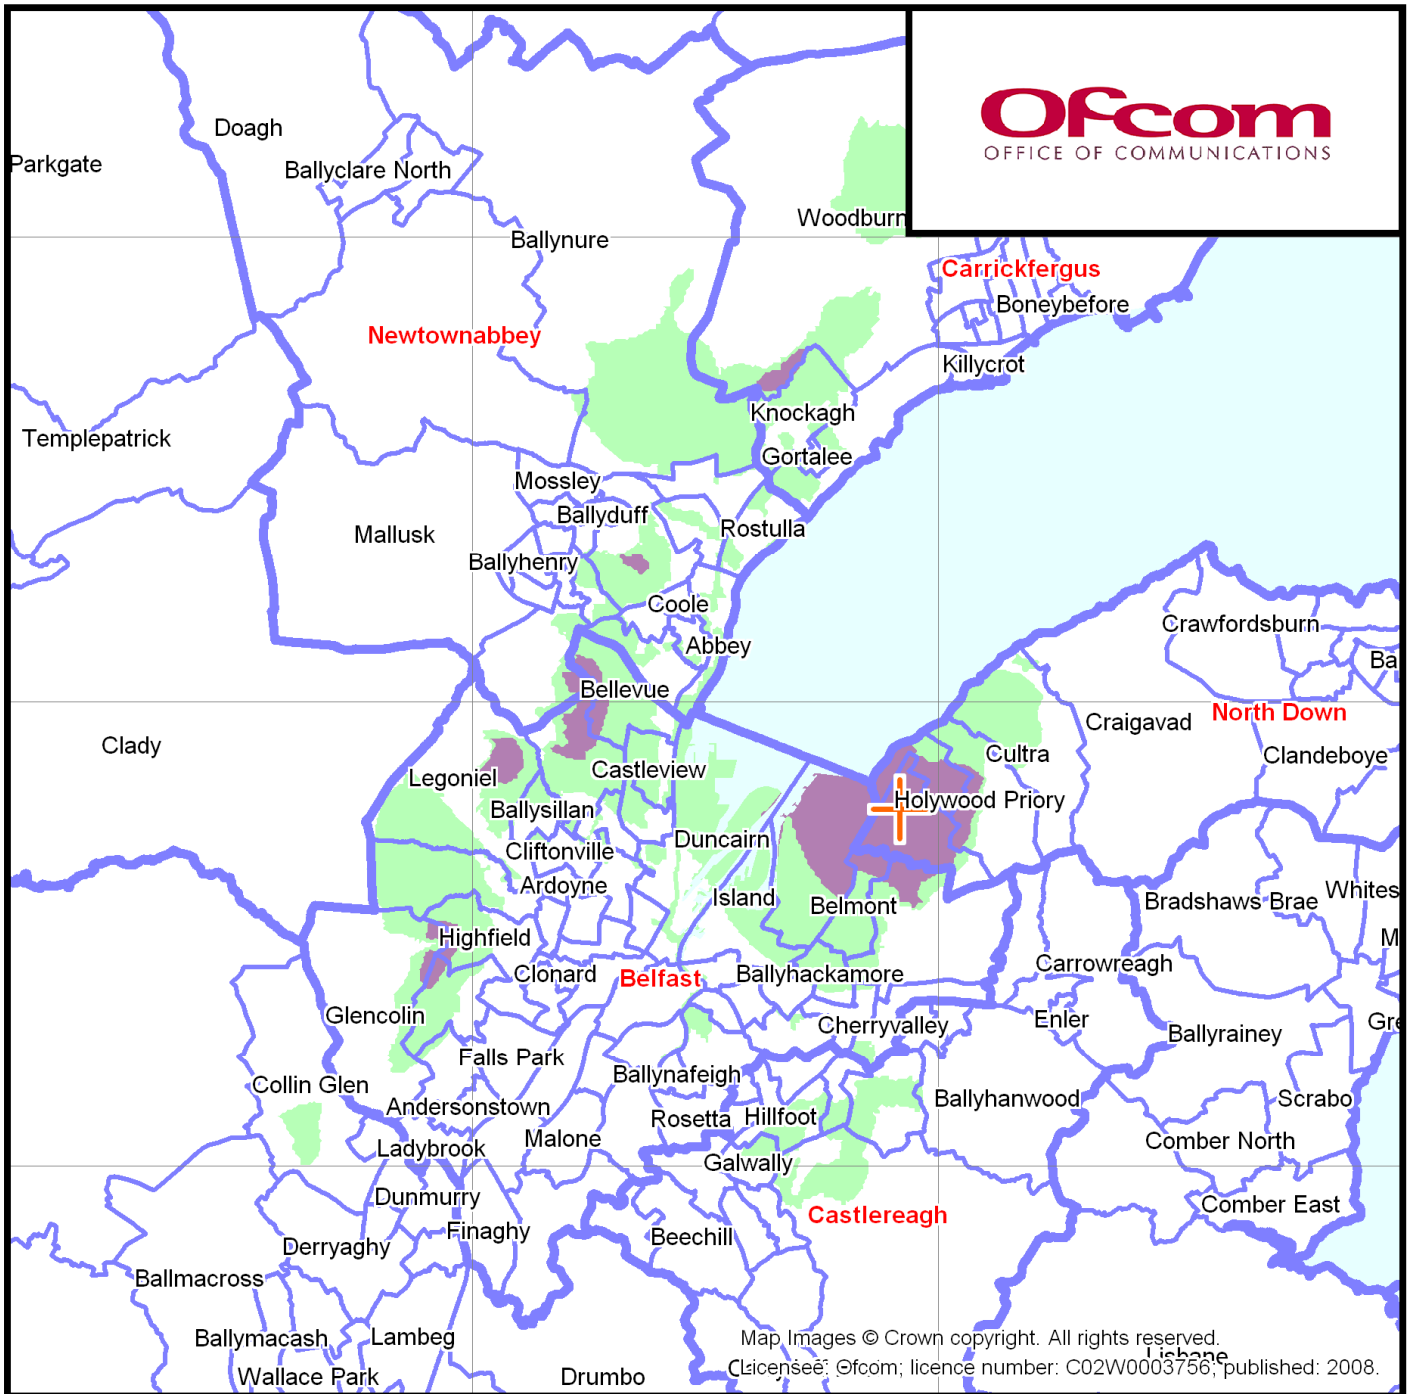 Ofcom
OFFICE OF COMMUNICATIONS
Doagh
Parkgate
Ballyclare North
Woodburn
Ballynure
Carrickfergus
Boneybefore
Newtownabbey
Killycrot
Knockagh
Templepatrick
Gortalee
Mossley
Ballyduff
Rostulla
Mallusk
Ballyhenry
Coole
Crawfordsburn
Abbey
Ba
Bellevue
North Down
Craigavad
Clady
Cultra
Clandeboye
Castleview
Legoniel
Holywood Priory
Ballysillan
Duncairn
Cliftonville
Ardoyne
Whites
Island
Bradshaws Brae
Belmont
Highfield
M
Carrowreagh
Clonard
Belfast
Ballyhackamore
Glencolin
Enler
Gre
Cherryvalley
Ballyrainey
Falls Park
Ballynafeigh
Collin Glen
Ballyhanwood
Scrabo
Andersonstown
Hillfoot
Rosetta
Malone
Comber North
Ladybrook
Galwally
Dunmurry
Comber East
Castlereagh
Finaghy
Beechill
Derryaghy
Ballmacross
Ballymacash
Lambeg
Map Images © Crown copyright. All rights reserved.
Lisbane
Licensee: Ofcom; licence number: C02W0003756; published: 2008.
Wallace Park
Drumbo